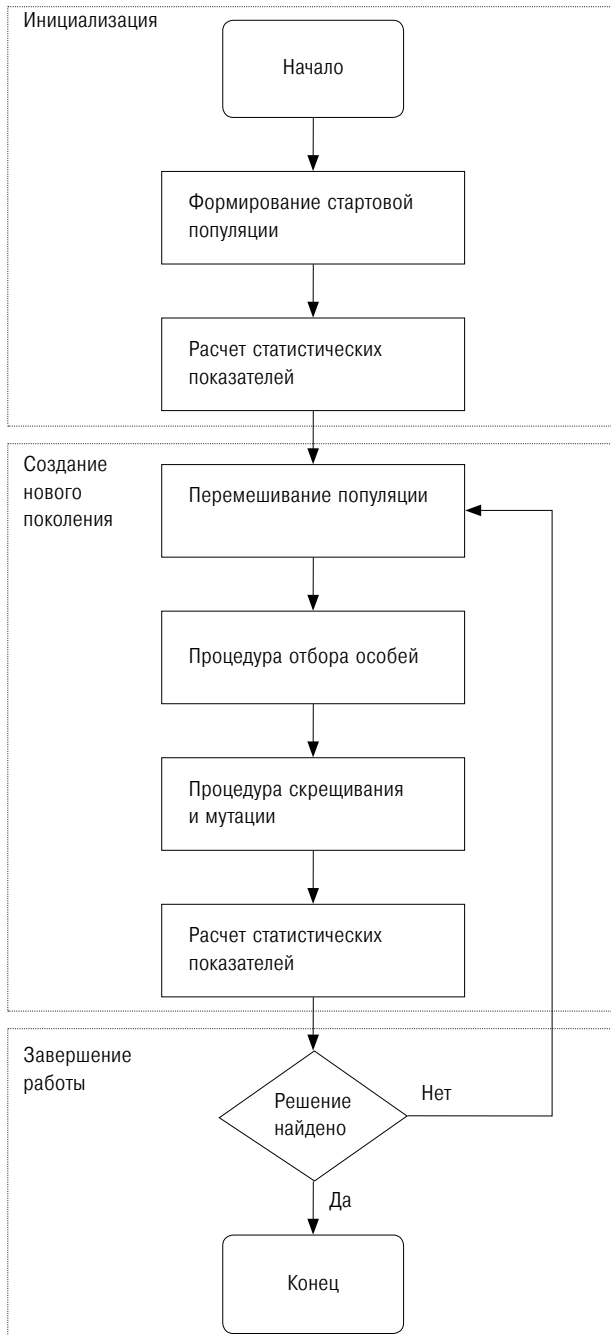 Инициализация
Начало
Формирование стартовой
популяции
Расчет статистических
показателей
Создание
нового
поколения
Перемешивание популяции
Процедура отбора особей
Процедура скрещивания
и мутации
Расчет статистических
показателей
Завершение
работы
Решение
найдено
Нет
Да
Конец